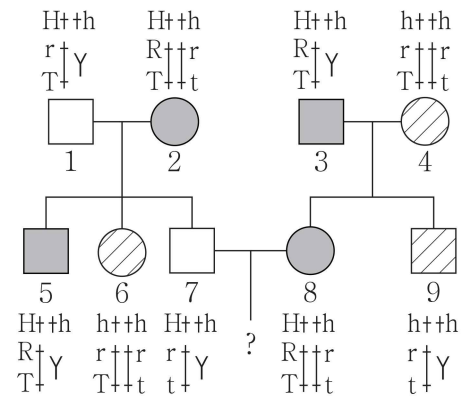 H h H h H h h h
r Y R r R Y r r
T T t T T t
1 2 3 4
5 6 7 8 9
H h h h H h ? H h h h
R Y r r r Y R r r Y
T T t t T t t